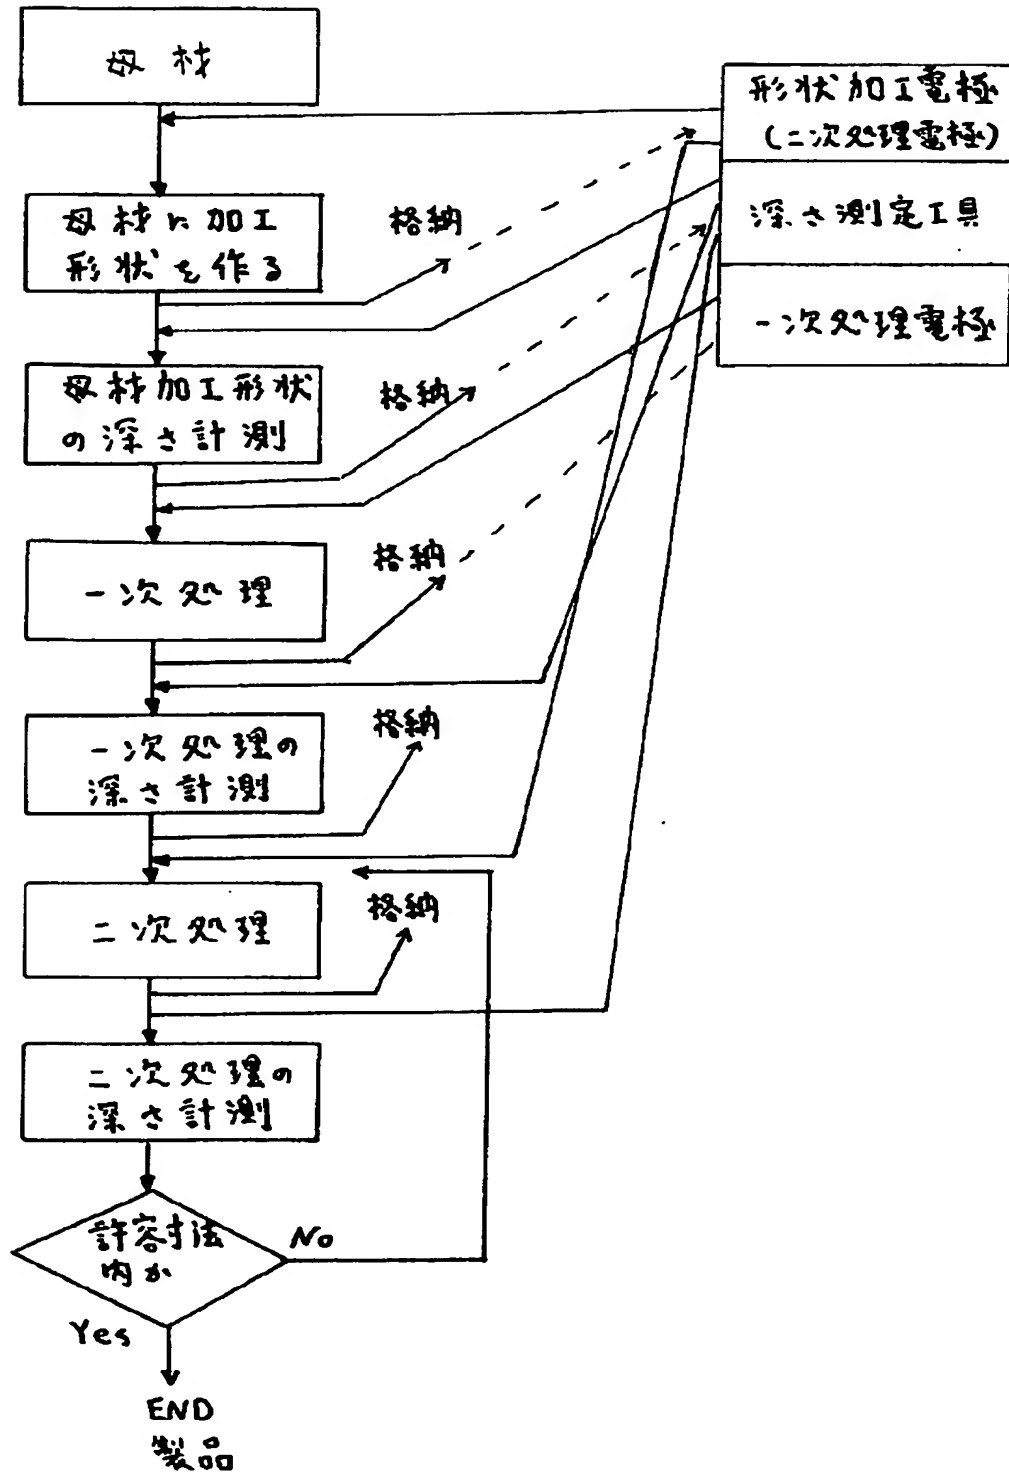 母材
形状加工電極
(二次処理電極)
母材に加工
形状を作る
格納
深さ測定工具
一次処理電極
母材加工形状
の深さ計測
格納
一次処理
格納
一次処理の
深さ計測
格納
二次処理
格納
二次処理の
深さ計測
許容寸法
内か
No
Yes
END
製品